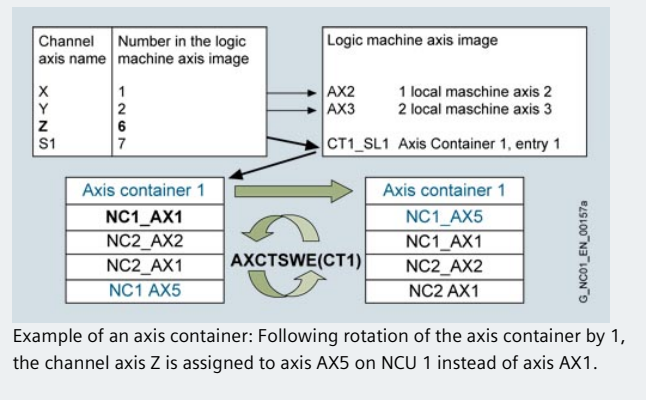 Channel Number in the logic
axis name machine axis image
X 1
Y 2
Z 6
S1 7
Logic machine axis image
AX2 1 local maschine axis 2
AX3 2 local maschine axis 3
CT1_SL1 Axis Container 1, entry 1
Axis container 1
NC1_AX1
NC2_AX2
NC2_AX1
NC1 AX5
AXCTSWE(CT1)
Axis container 1
NC1_AX5
NC1_AX1
NC2_AX2
NC2 AX1
G_NC01_EN_00157a
Example of an axis container: Following rotation of the axis container by 1,
the channel axis Z is assigned to axis AX5 on NCU 1 instead of axis AX1.